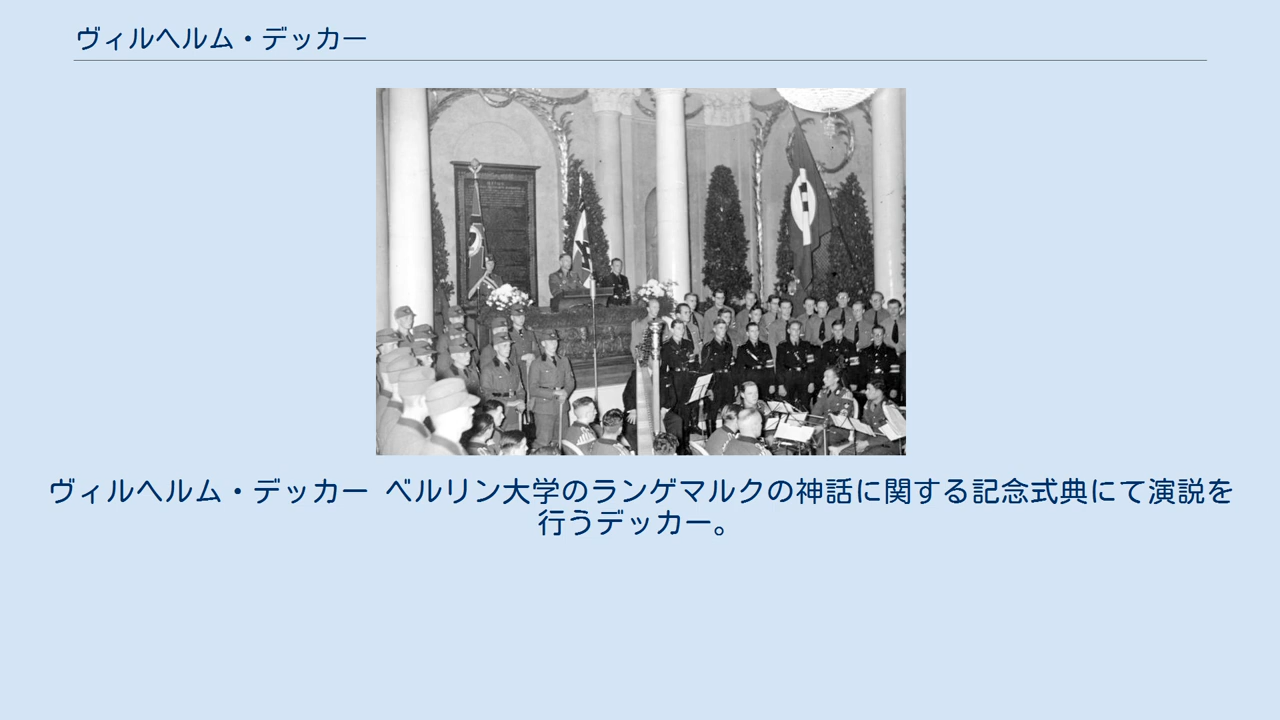 ヴィルヘルム・デッカー
ヴィルヘルム・デッカー ベルリン大学のランゲマルクの神話に関する記念式典にて演説を
行うデッカー。